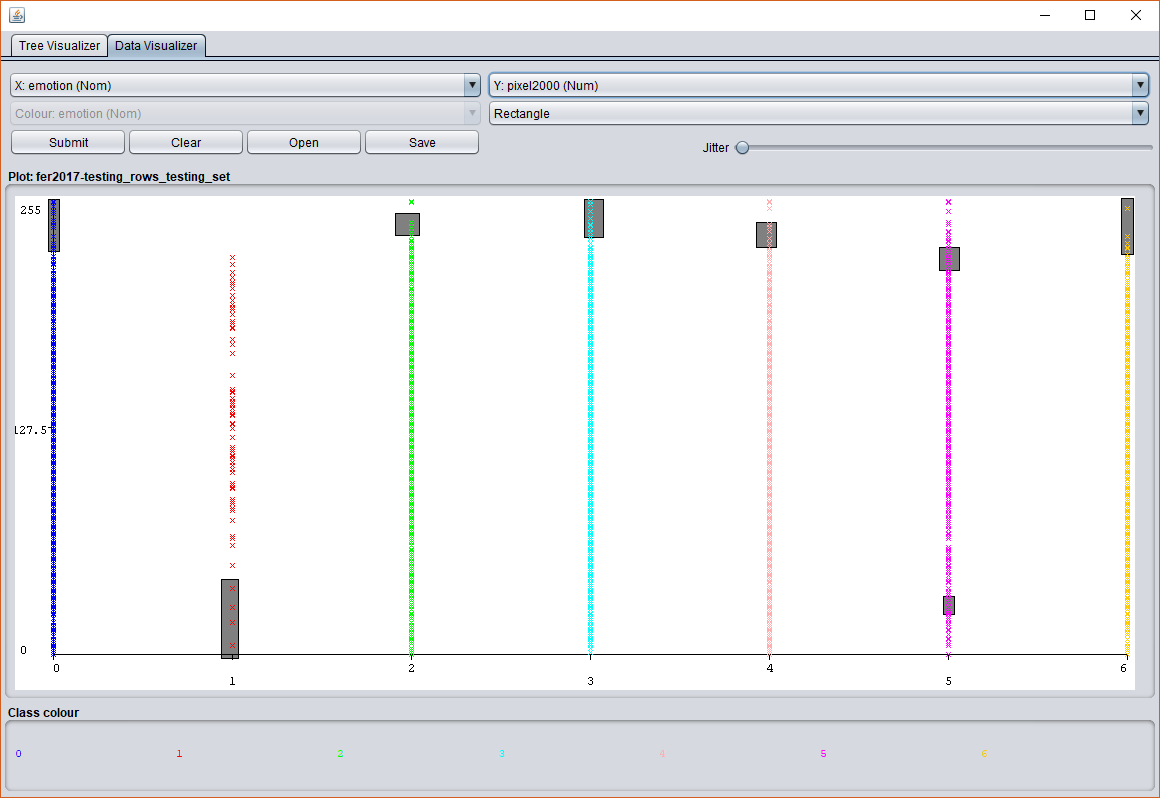 Tree Visualizer Data Visualizer
X: emotion (Nom) Y: pixel2000 (Num)
Colour: emotion (Nom) Rectangle
Submit Clear Open Save Jitter
Plot: fer2017-testing_rows_testing_set
255
127.5
0
0 1 2 3 4 5 6
Class colour
0 1 2 3 4 5 6